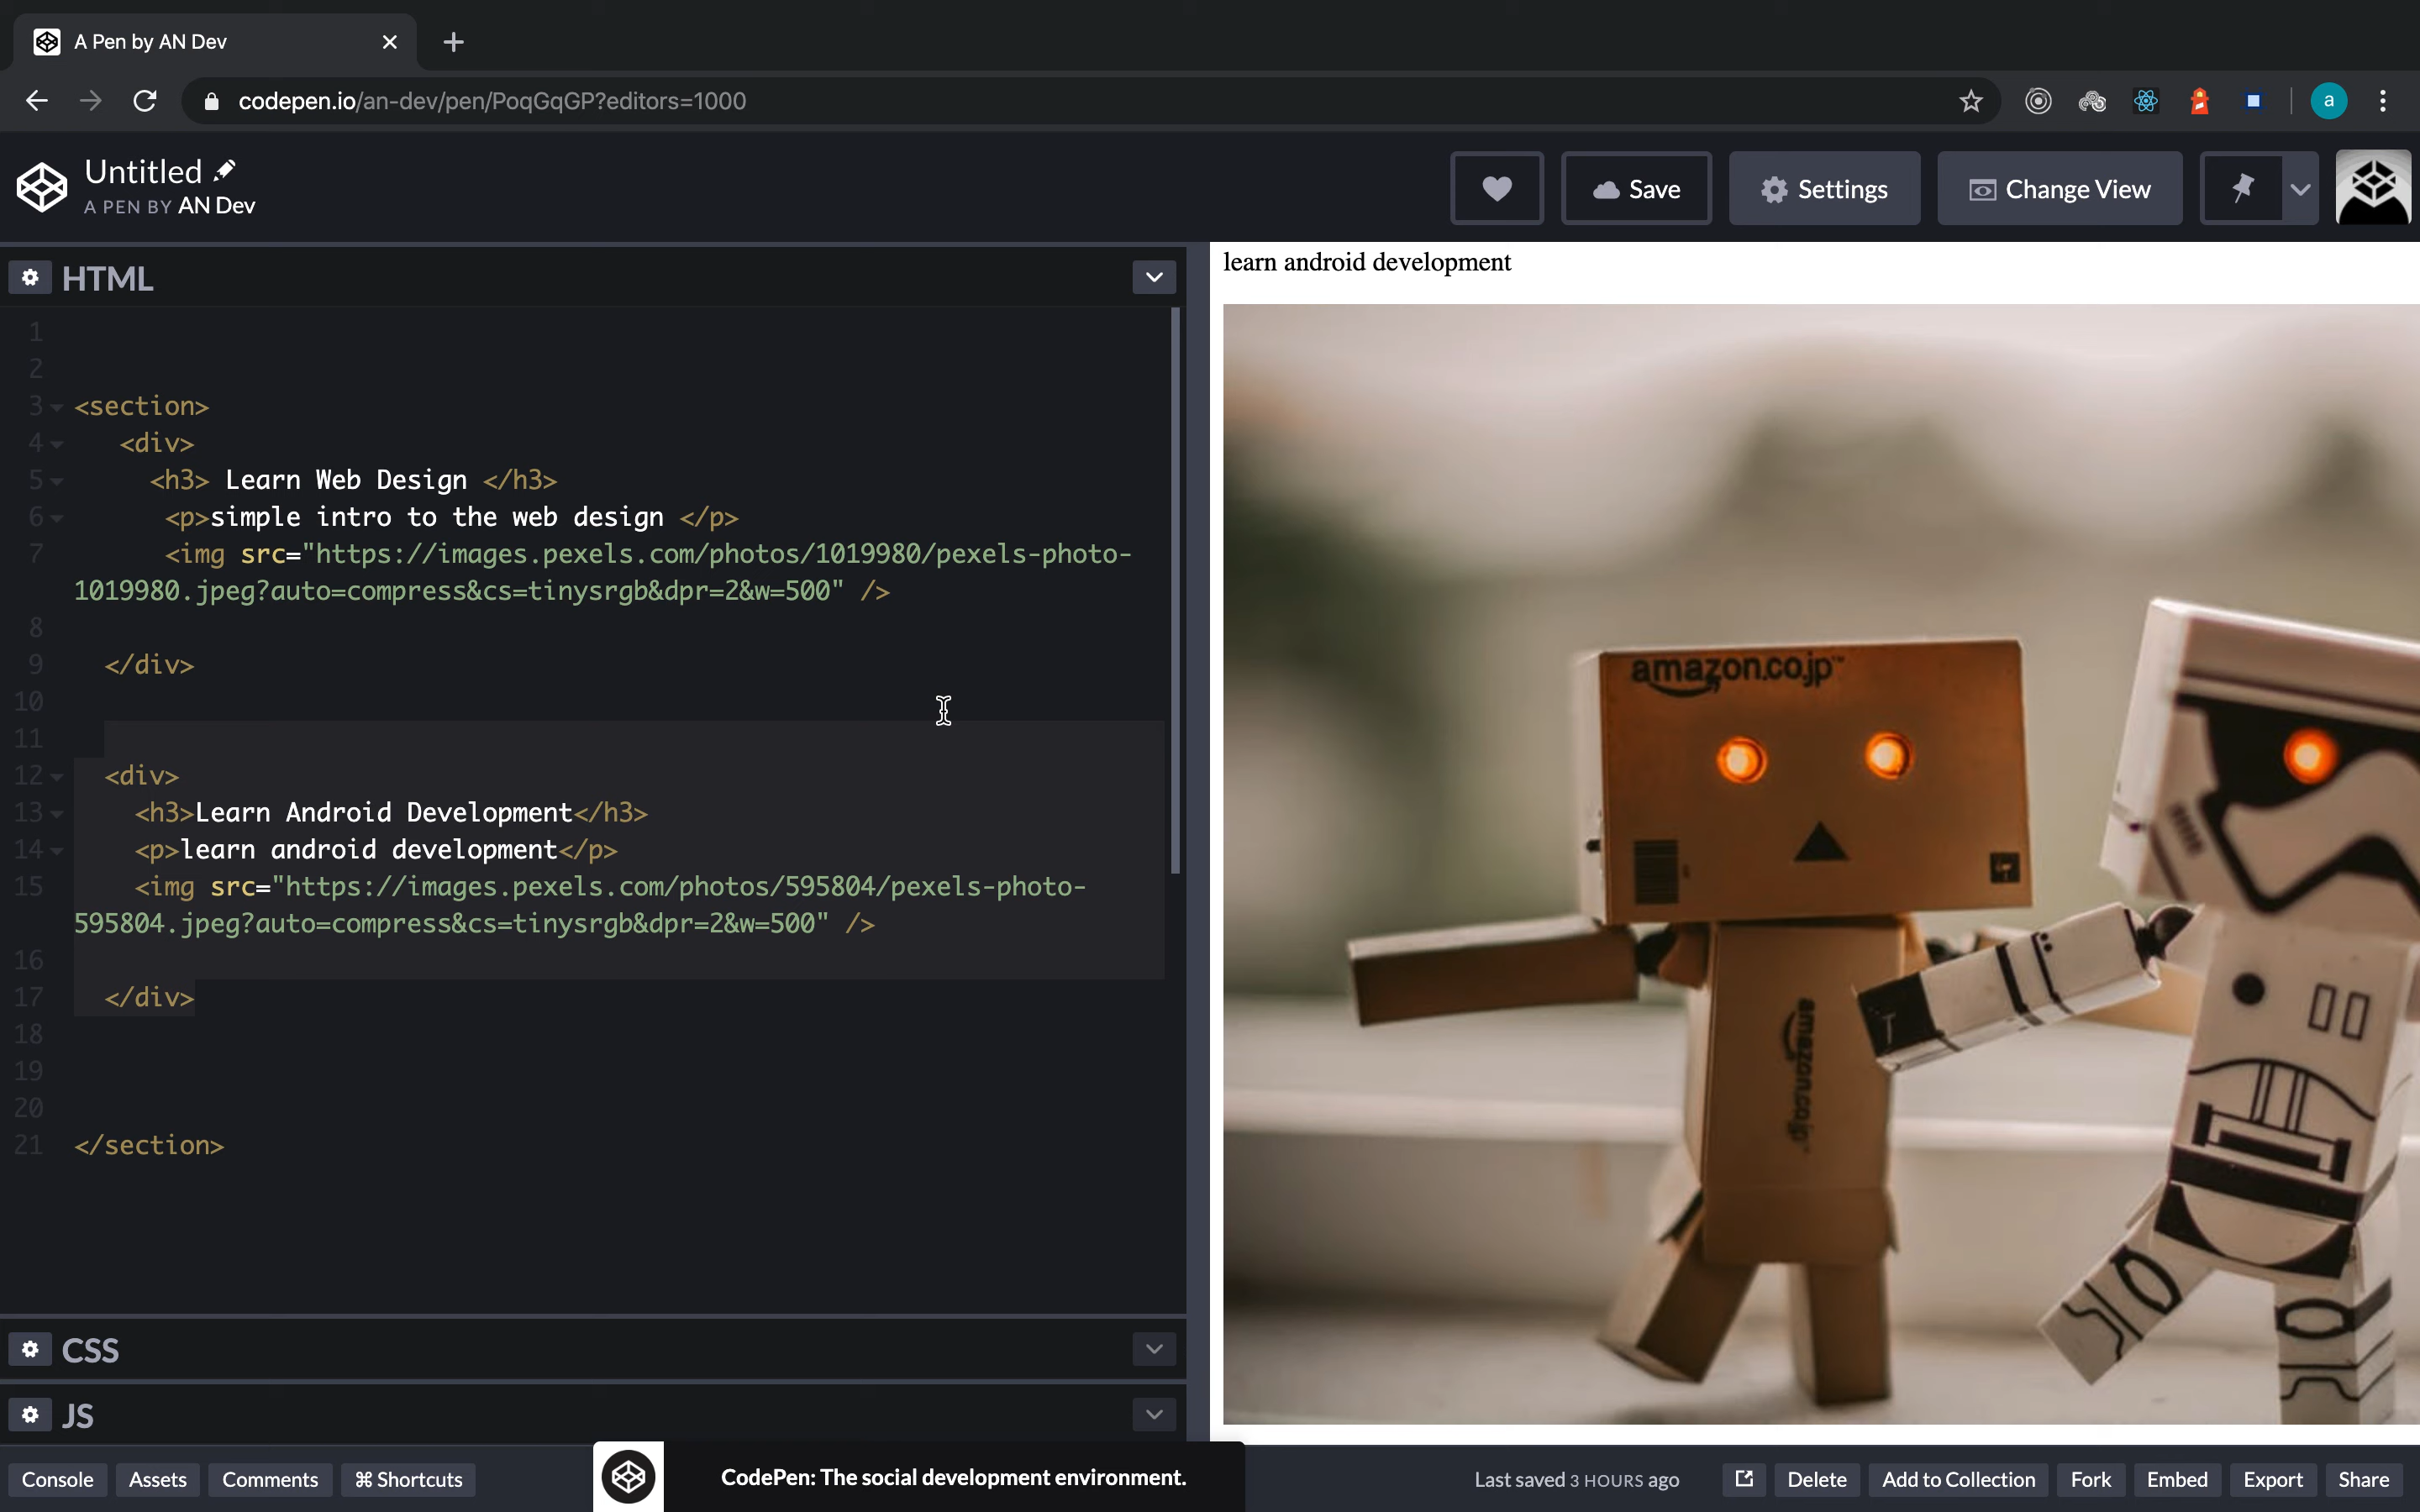 A Pen by AN Dev
codepen.io/an-dev/pen/PoqGqGP?editors=1000
a
Untitled
A PEN BY AN Dev
Save
Settings
Change View
HTML
learn android development
1
2
3 <section>
4 <div>
5 <h3> Learn Web Design </h3>
6 <p>simple intro to the web design </p>
7 <img src="https://images.pexels.com/photos/1019980/pexels-photo-
1019980.jpeg?auto=compress&cs=tinysrgb&dpr=2&w=500" />
8
9 </div>
10
11
12 <div>
13 <h3>Learn Android Development</h3>
14 <p>learn android development</p>
15 <img src="https://images.pexels.com/photos/595804/pexels-photo-
595804.jpeg?auto=compress&cs=tinysrgb&dpr=2&w=500" />
16
17 </div>
18
19
20
21 </section>
amazon.co.jp™
amazon.co.jp
T
CSS
JS
Console Assets Comments ⌘ Shortcuts
CodePen: The social development environment.
Last saved 3 HOURS ago
Delete Add to Collection Fork Embed Export Share